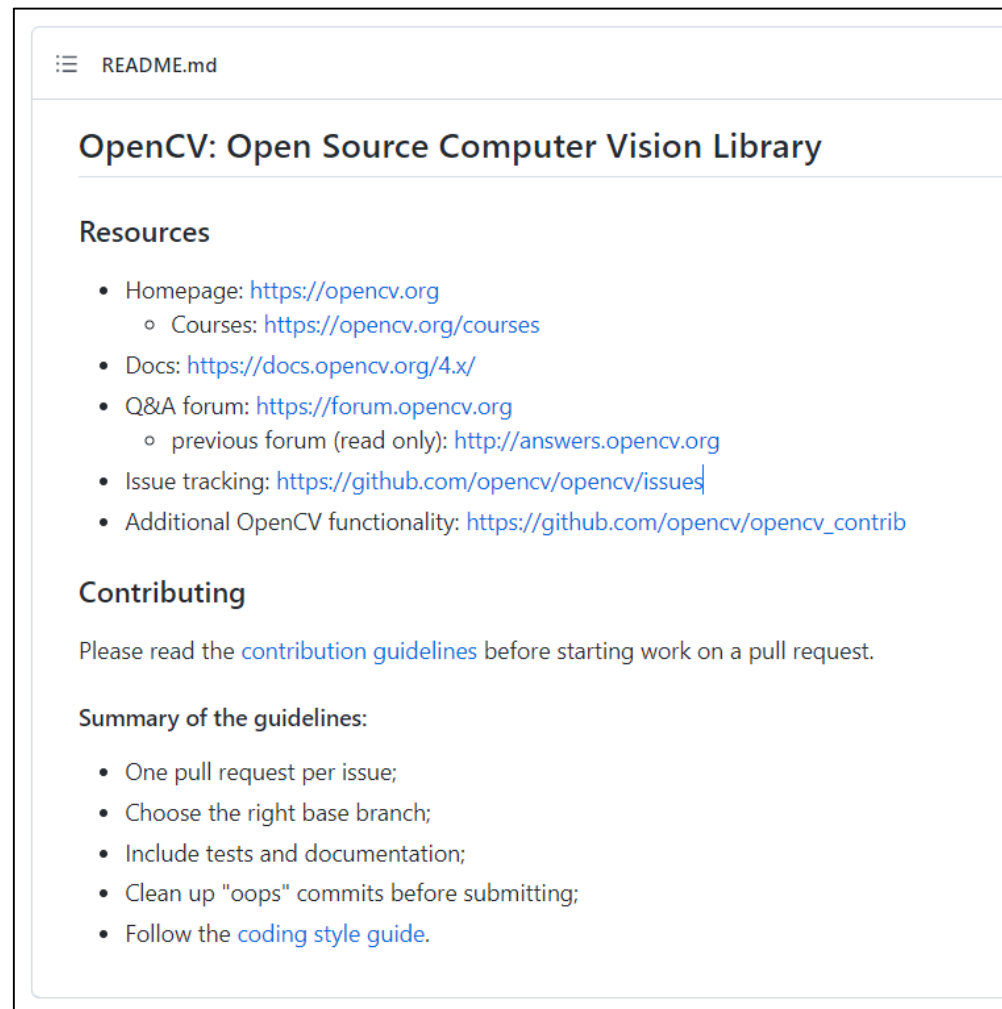 README.md
OpenCV: Open Source Computer Vision Library
Resources
• Homepage: https://opencv.org
◦ Courses: https://opencv.org/courses
• Docs: https://docs.opencv.org/4.x/
• Q&A forum: https://forum.opencv.org
◦ previous forum (read only): http://answers.opencv.org
• Issue tracking: https://github.com/opencv/opencv/issues
• Additional OpenCV functionality: https://github.com/opencv/opencv_contrib
Contributing
Please read the contribution guidelines before starting work on a pull request.
Summary of the guidelines:
• One pull request per issue;
• Choose the right base branch;
• Include tests and documentation;
• Clean up "oops" commits before submitting;
• Follow the coding style guide.